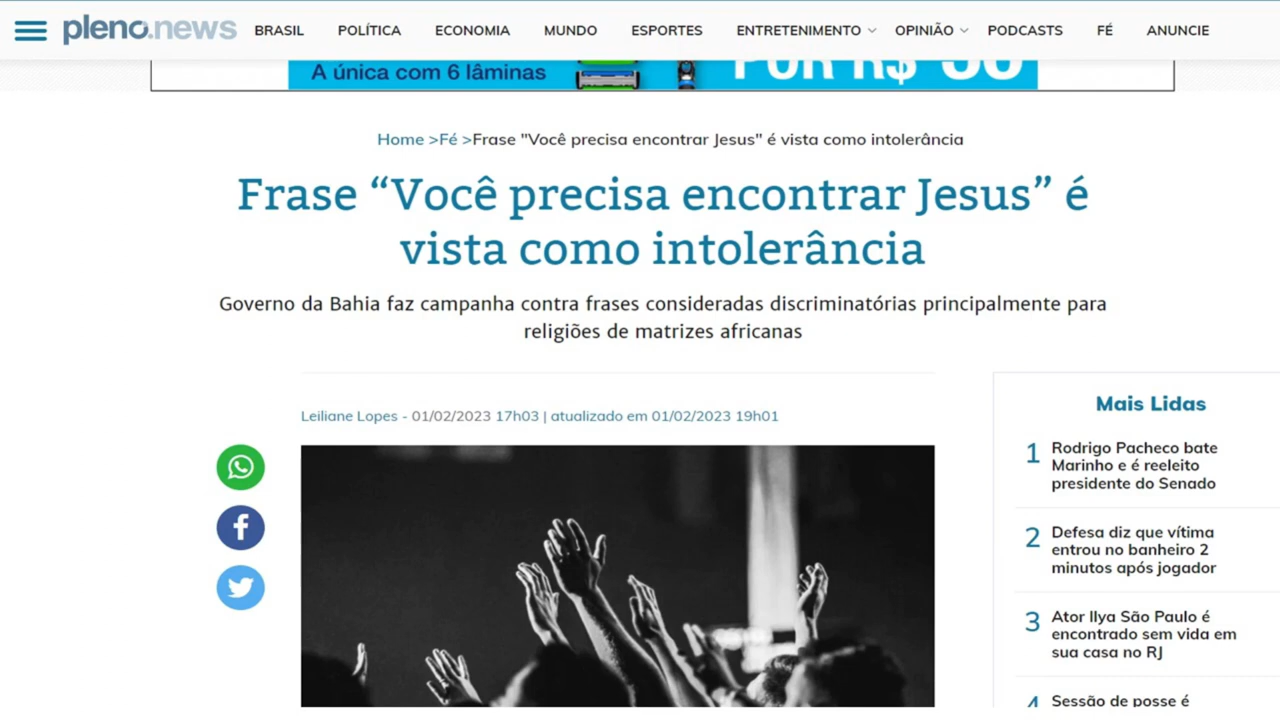 pleno.news
BRASIL
POLÍTICA
ECONOMIA
MUNDO
ESPORTES
ENTRETENIMENTO
OPINIÃO
PODCASTS
FÉ
ANUNCIE
A única com 6 lâminas
POR R$
Home >Fé >Frase "Você precisa encontrar Jesus" é vista como intolerância
Frase “Você precisa encontrar Jesus” é
vista como intolerância
Governo da Bahia faz campanha contra frases consideradas discriminatórias principalmente para
religiões de matrizes africanas
Leiliane Lopes - 01/02/2023 17h03 | atualizado em 01/02/2023 19h01
Mais Lidas
1
Rodrigo Pacheco bate
Marinho e é reeleito
presidente do Senado
2
Defesa diz que vítima
entrou no banheiro 2
minutos após jogador
3
Ator Ilya São Paulo é
encontrado sem vida em
sua casa no RJ
4
Sessão de posse é